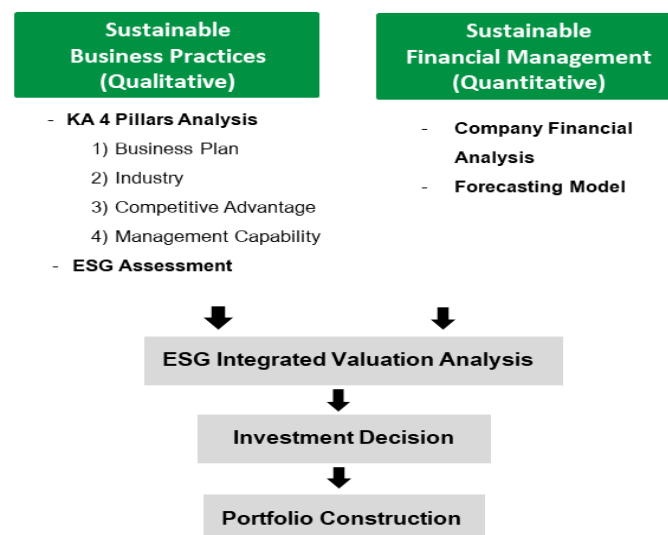 Sustainable
Business Practices
(Qualitative)
- KA 4 Pillars Analysis
1) Business Plan
2) Industry
3) Competitive Advantage
4) Management Capability
- ESG Assessment
Sustainable
Financial Management
(Quantitative)
- Company Financial
Analysis
- Forecasting Model
ESG Integrated Valuation Analysis
Investment Decision
Portfolio Construction